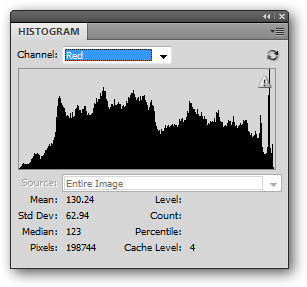 HISTOGRAM
Channel: Red
Source: Entire Image
Mean: 130.24 Level:
Std Dev: 62.94 Count:
Median: 123 Percentile:
Pixels: 198744 Cache Level: 4